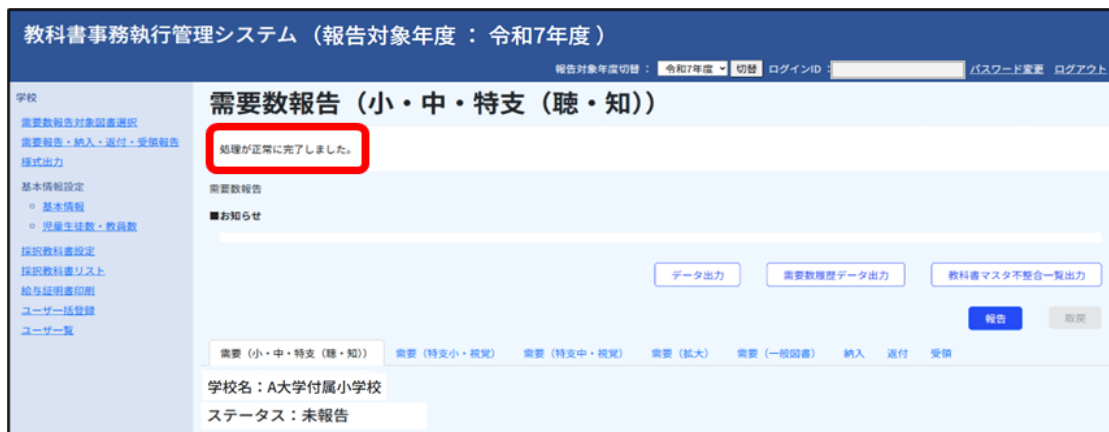 教科書事務執行管理システム （報告対象年度 ： 令和7年度 ）
報告対象年度切替 ： 令和7年度 切替 ログインID : パスワード変更 ログアウト
学校
需要数報告対象図書選択
需要報告・納入・返付・受領報告
様式出力
基本情報設定
基本情報
児童生徒数・教員数
採択教科書設定
採択教科書リスト
給与証明書印刷
ユーザー括登録
ユーザ一覧
需要数報告（小・中・特支（聴・知））
処理が正常に完了しました。
需要数報告
■お知らせ
データ出力 需要数履歴データ出力 教科書マスタ不整合一覧出力
報告 取戻
需要（小・中・特支（聴・知）） 需要（特支小・視覚） 需要（特支中・視覚） 需要（拡大） 需要（一般図書） 納入 返付 受領
学校名：A大学付属小学校
ステータス：未報告